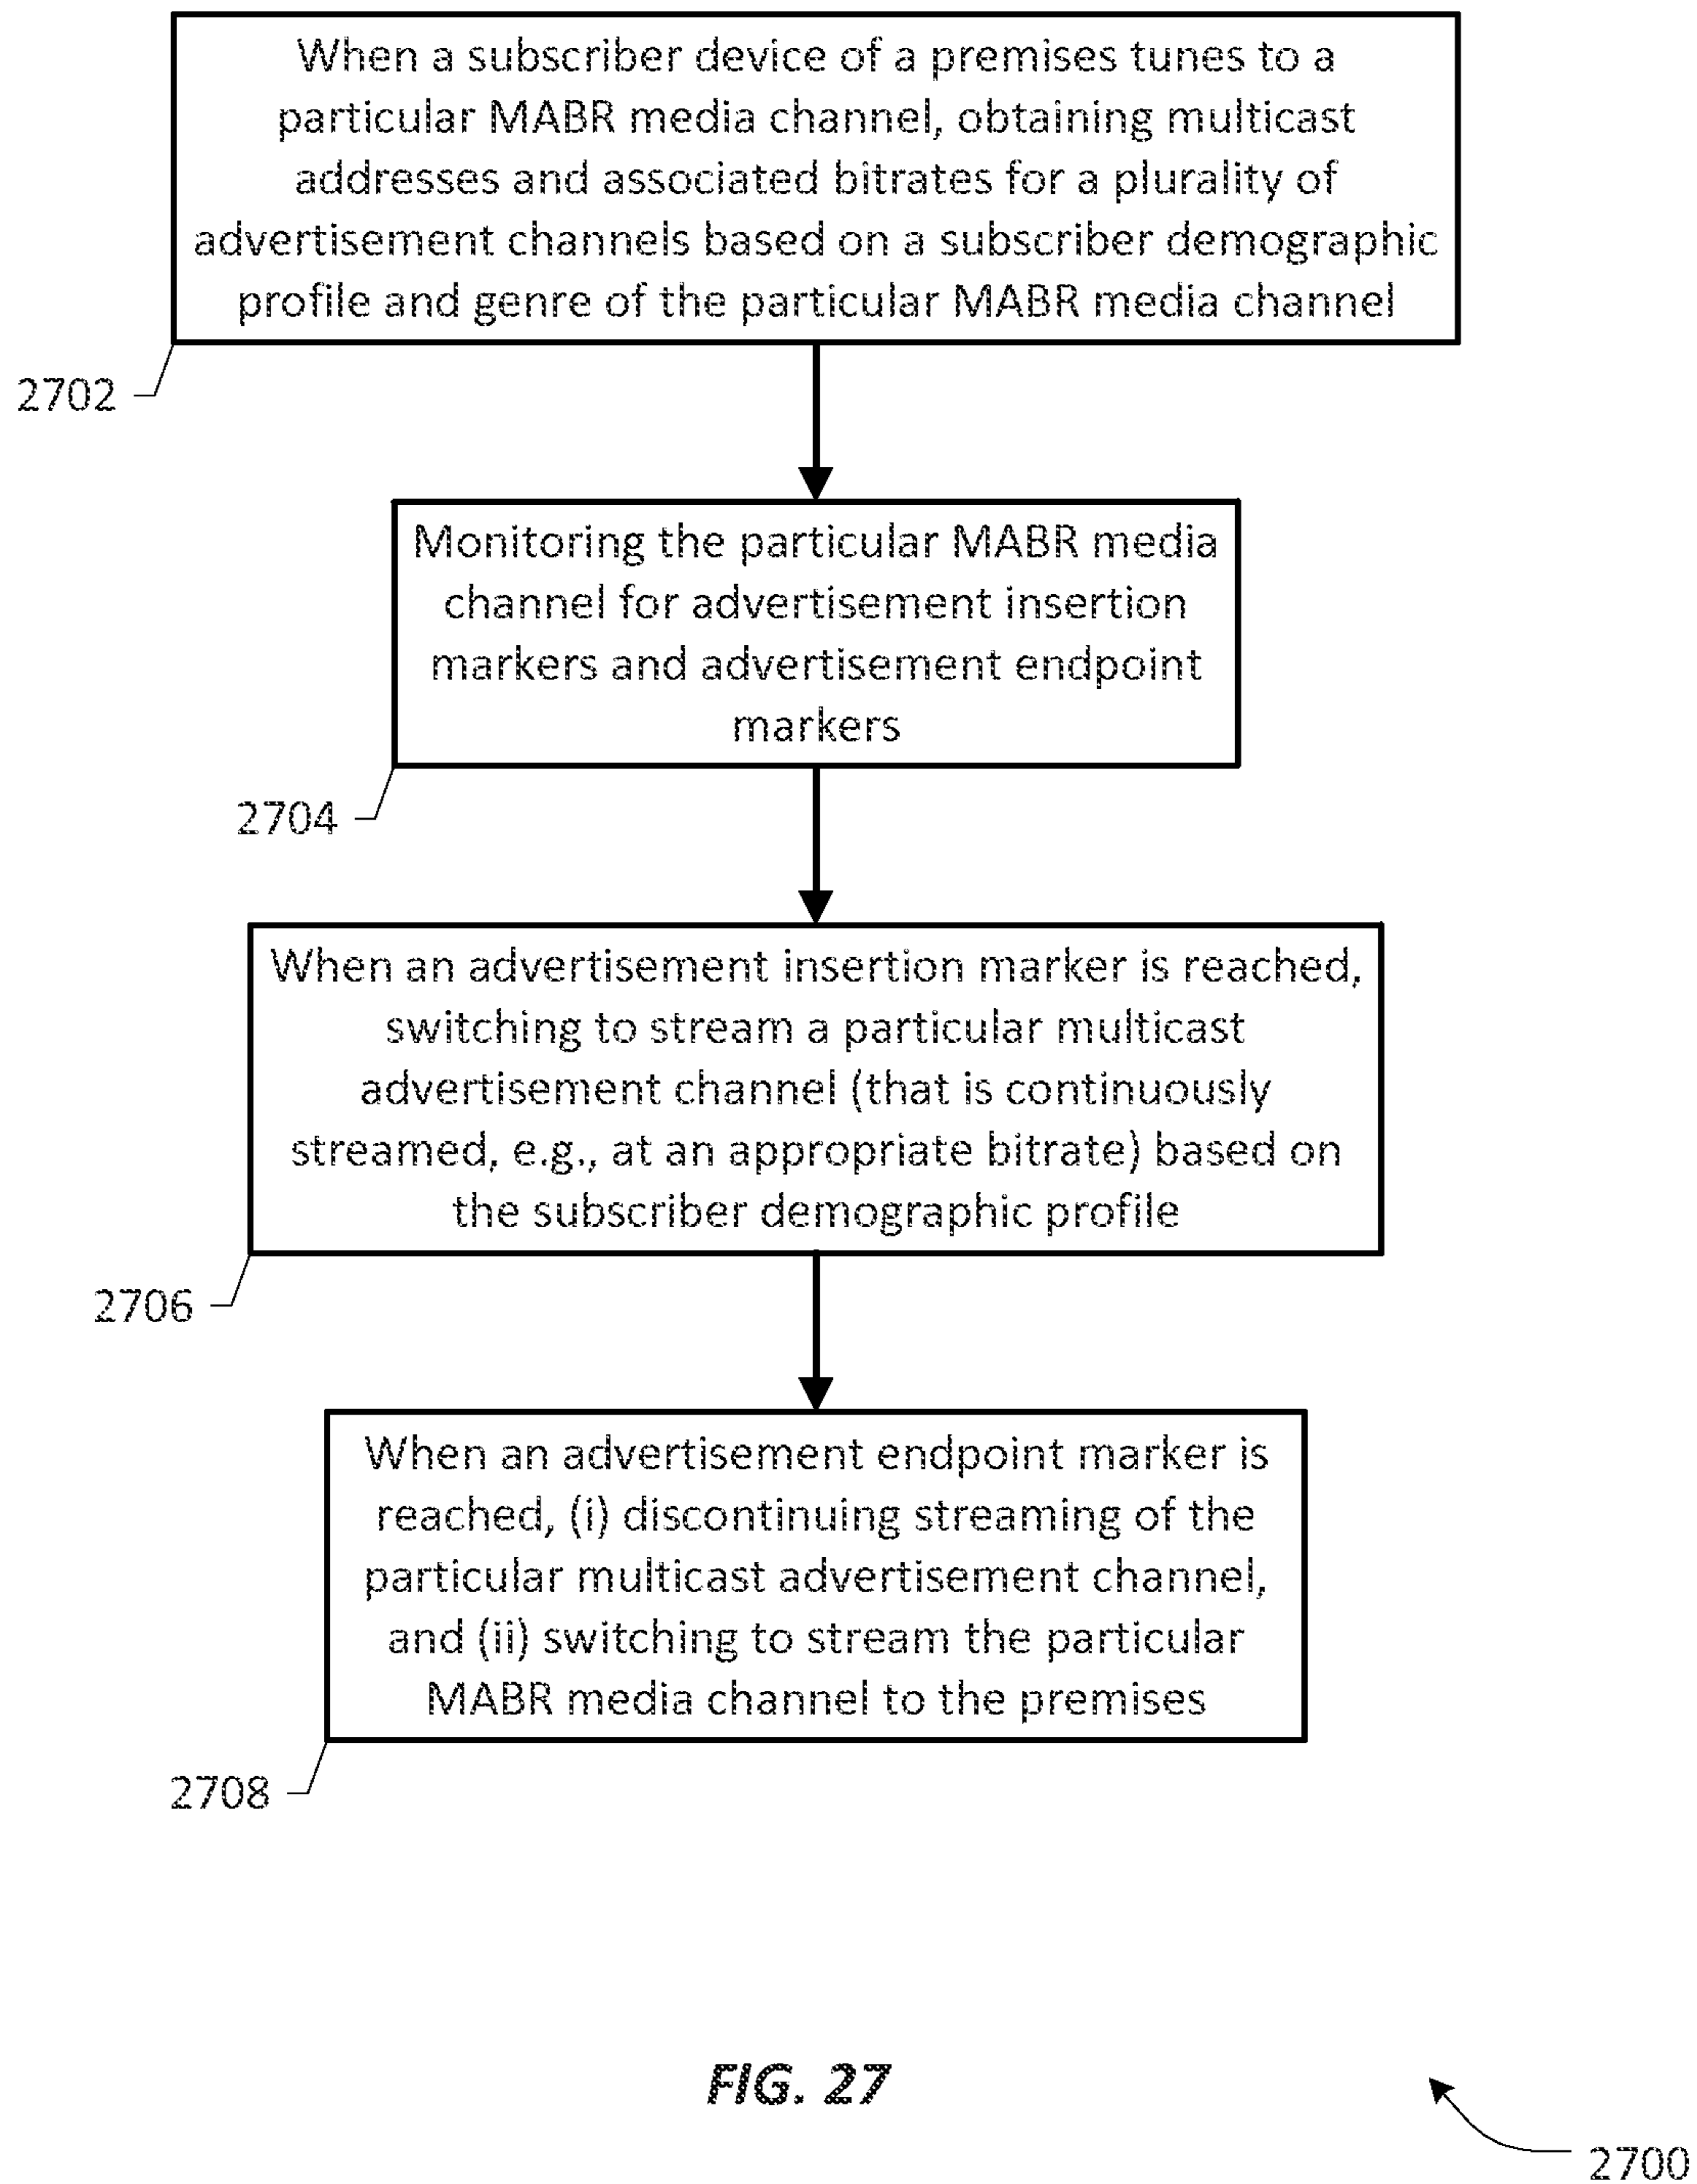 When a subscriber device of a premises tunes to a
particular MABR media channel, obtaining multicast
addresses and associated bitrates for a plurality of
advertisement channels based on a subscriber demographic
profile and genre of the particular MABR media channel
2702
Monitoring the particular MABR media
channel for advertisement insertion
markers and advertisement endpoint
markers
2704
When an advertisement insertion marker is reached,
switching to stream a particular multicast
advertisement channel (that is continuously
streamed, e.g., at an appropriate bitrate) based on
the subscriber demographic profile
2706
When an advertisement endpoint marker is
reached, (i) discontinuing streaming of the
particular multicast advertisement channel,
and (ii) switching to stream the particular
MABR media channel to the premises
2708
FIG. 27
2700